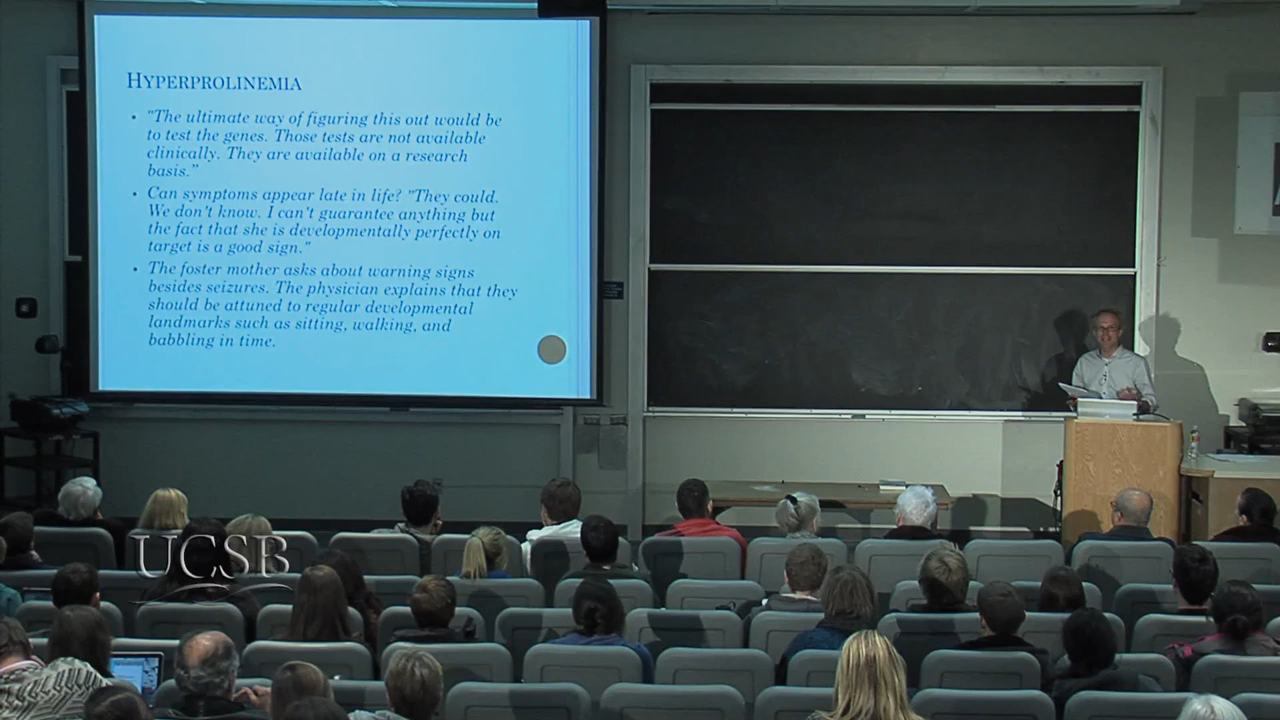 HYPERPROLINEMIA
• "The ultimate way of figuring this out would be
to test the genes. Those tests are not available
clinically. They are available on a research
basis."
• Can symptoms appear late in life? "They could.
We don't know. I can't guarantee anything but
the fact that she is developmentally perfectly on
target is a good sign."
• The foster mother asks about warning signs
besides seizures. The physician explains that they
should be attuned to regular developmental
landmarks such as sitting, walking, and
babbling in time.
UCSB